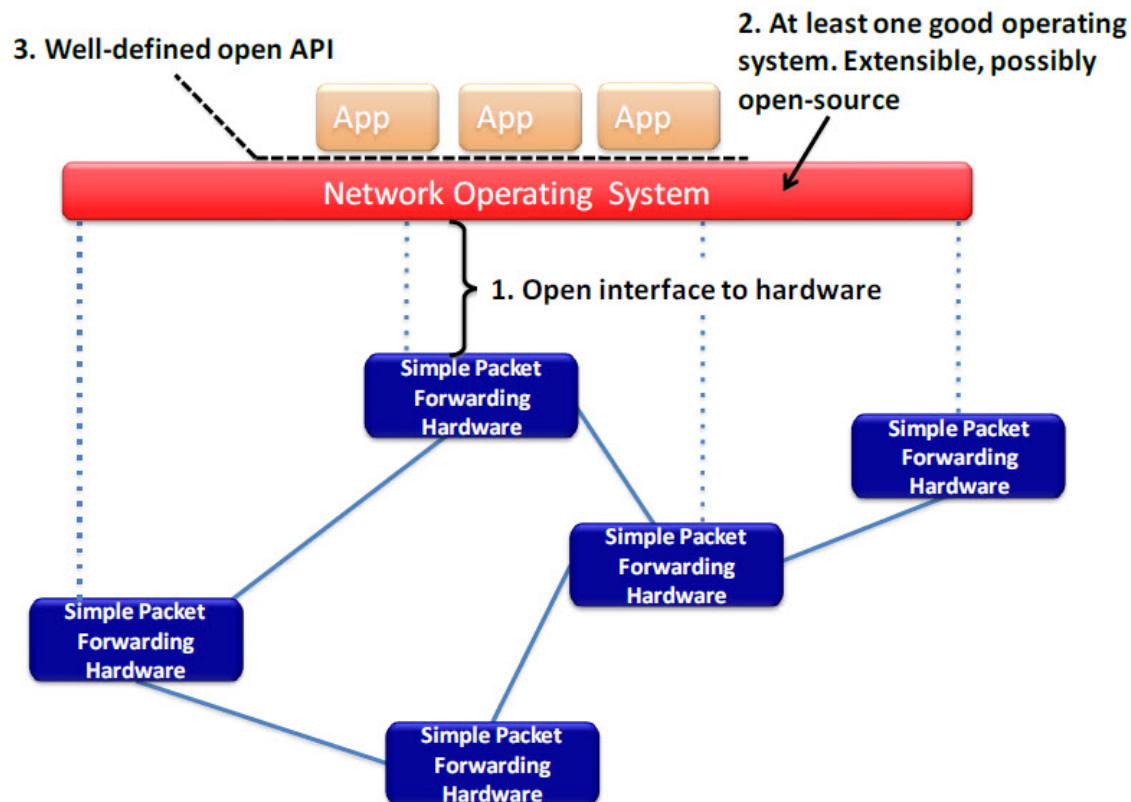 3. Well-defined open API
2. At least one good operating
system. Extensible, possibly
open-source
App
App
App
Network Operating System
1. Open interface to hardware
Simple Packet
Forwarding
Hardware
Simple Packet
Forwarding
Hardware
Simple Packet
Forwarding
Hardware
Simple Packet
Forwarding
Hardware
Simple Packet
Forwarding
Hardware